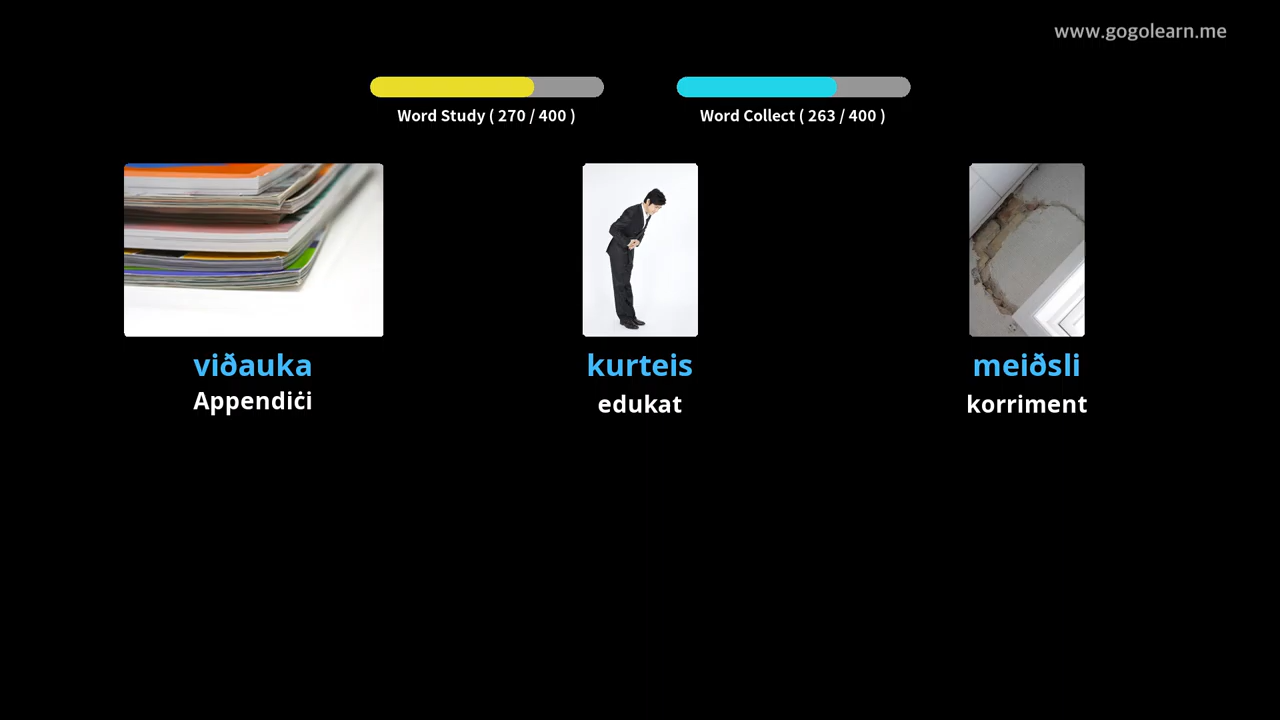 www.gogolearn.me
Word Study ( 270 / 400 )
Word Collect ( 263 / 400 )
viðauka
kurteis
meiðsli
Appendiċi
edukat
korriment